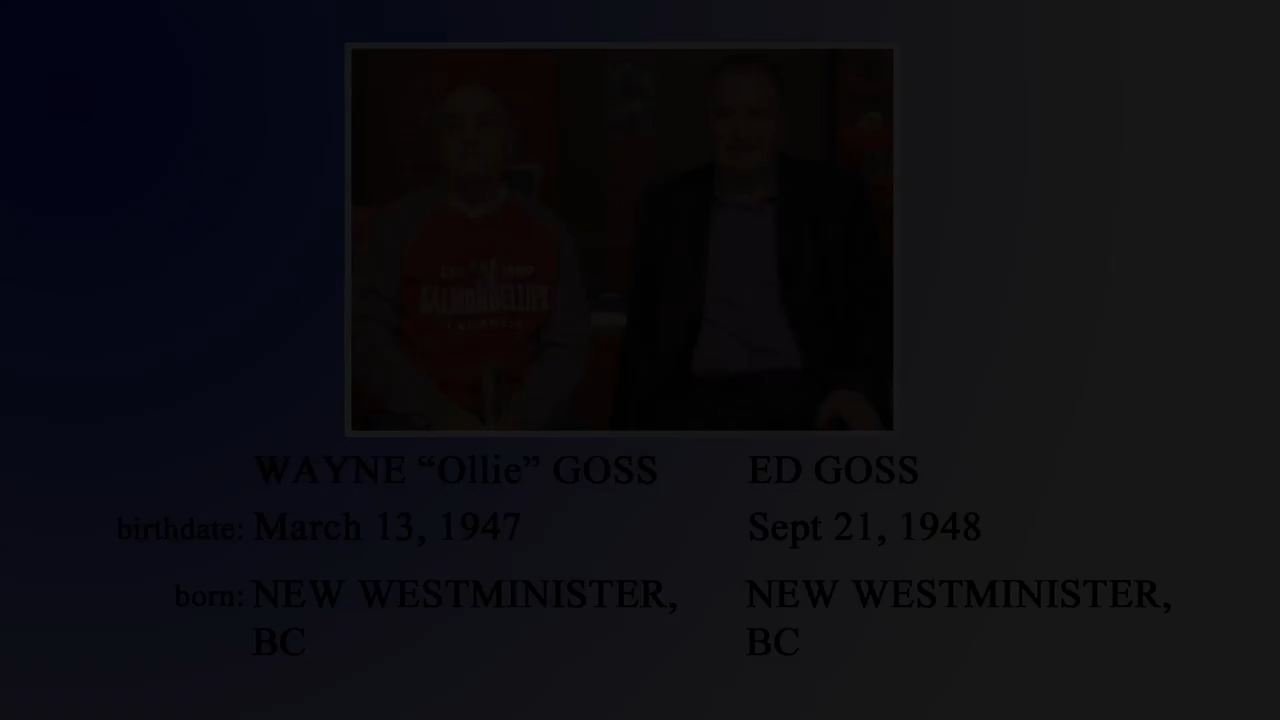 SALMONBELLIES
WAYNE “Ollie” GOSS ED GOSS
birthdate: March 13, 1947 Sept 21, 1948
born: NEW WESTMINISTER, NEW WESTMINISTER,
BC BC